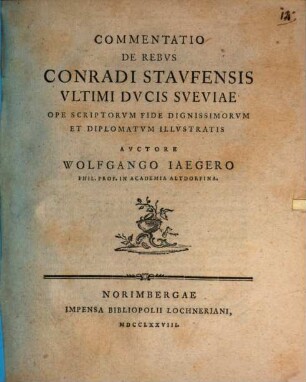 COMMENTATIO
DE REBVS
CONRADI STAVFENSIS
VLTIMI DVCIS SVEVIAE
OPE SCRIPTORVM FIDE DIGNISSIMORVM
ET DIPLOMATVM ILLVSTRATIS
AVCTORE
WOLFGANGO IAEGERO
PHIL. PROF. IN ACADEMIA ALTDORFINA.
NORIMBERGAE
IMPENSA BIBLIOPOLII LOCHNERIANI,
MDCCLXXVIII.